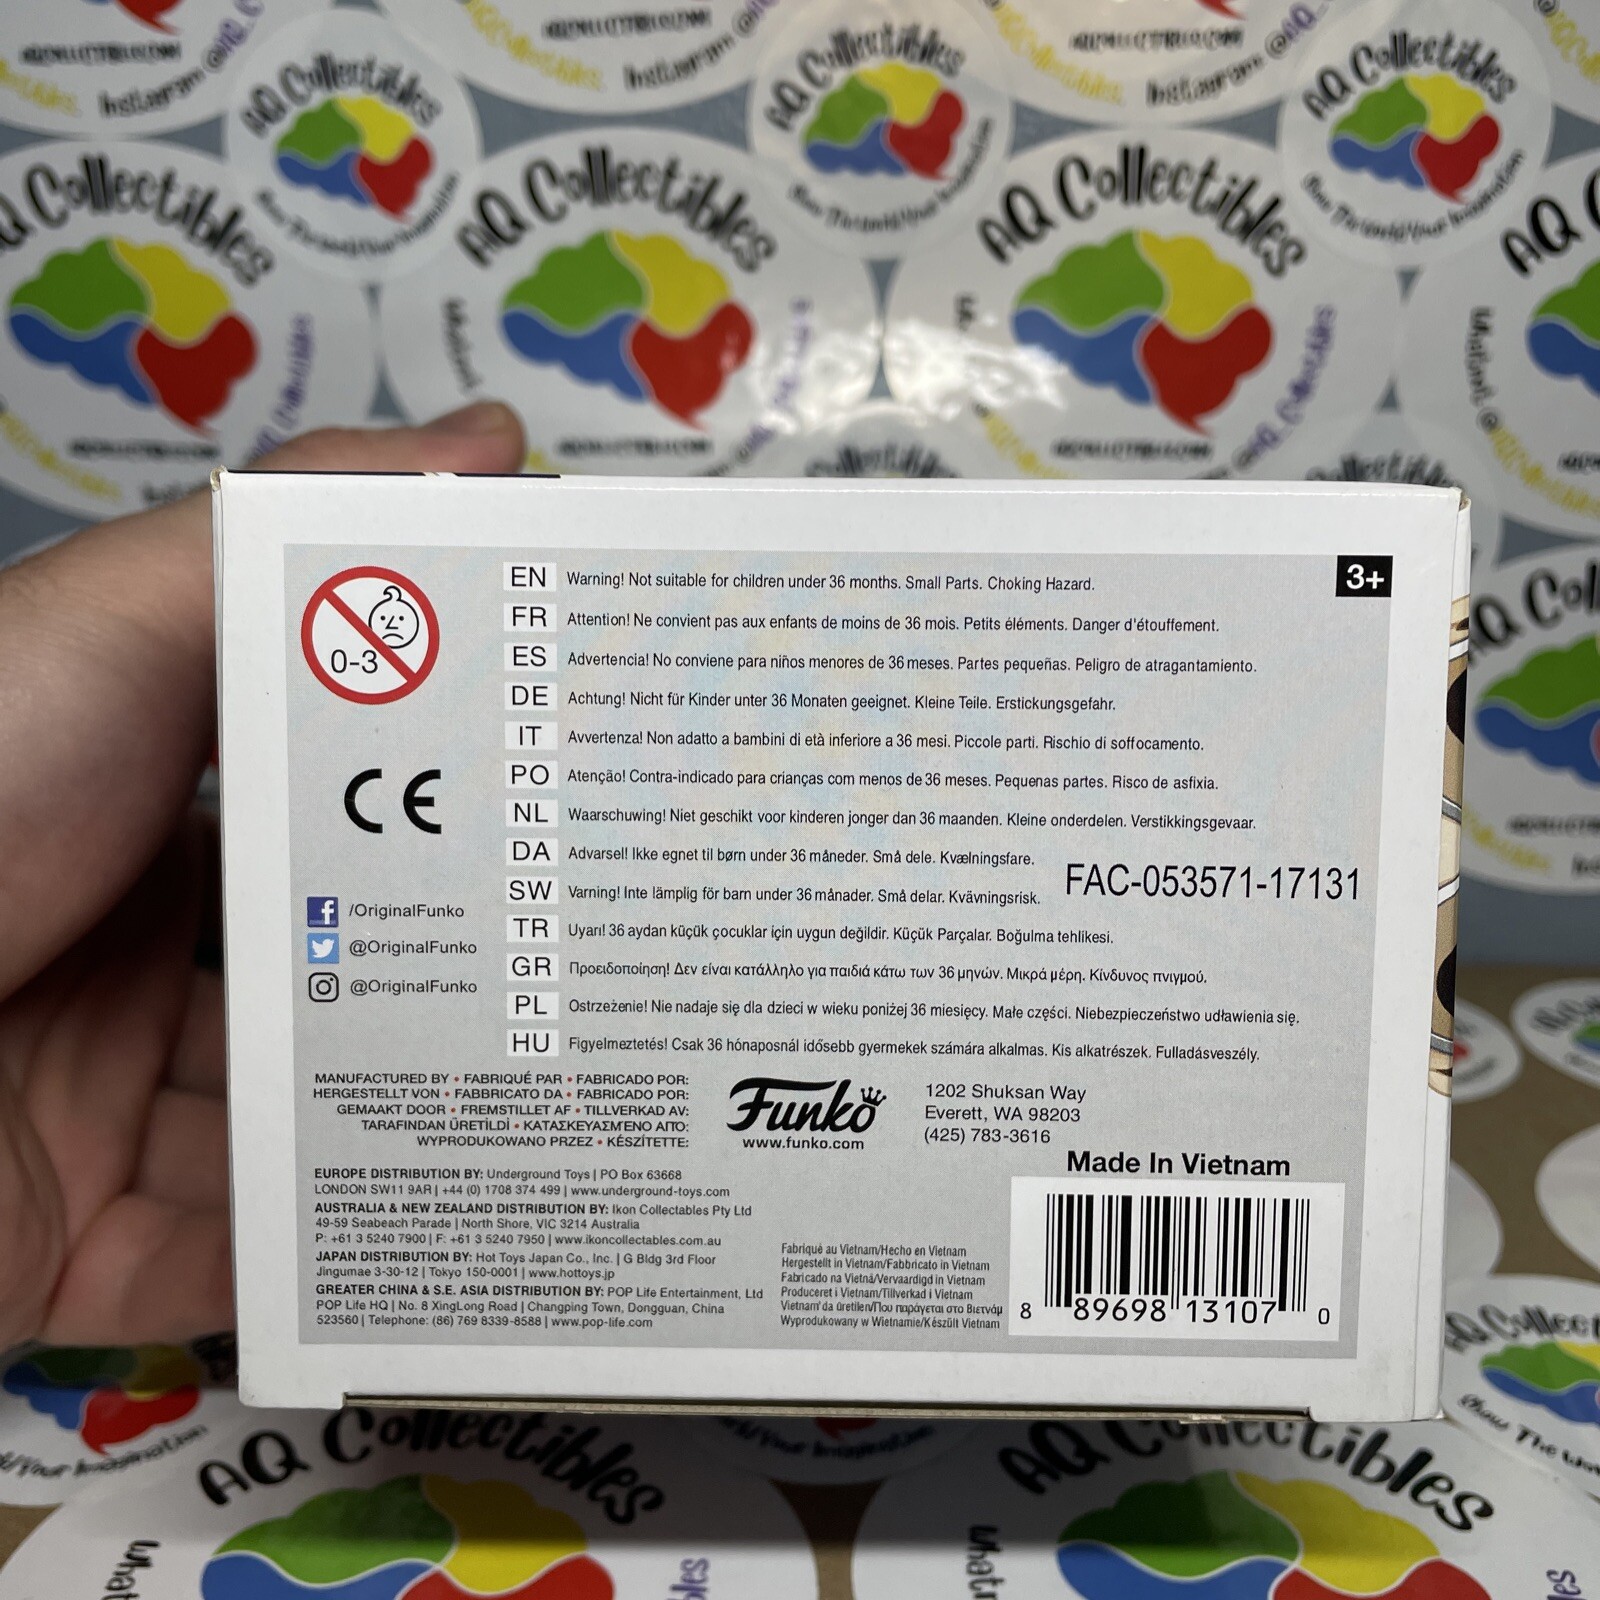 AQ Collectibles
AQ Collectibles
AQ Collectibles
AQ Collectibles
AQ Collectibles
AQ Collectibles
0-3
3+
EN Warning! Not suitable for children under 36 months. Small Parts. Choking Hazard.
FR Attention! Ne convient pas aux enfants de moins de 36 mois. Petits éléments. Danger d'étouffement.
ES Advertencia! No conviene para niños menores de 36 meses. Partes pequeñas. Peligro de atragantamiento.
DE Achtung! Nicht für Kinder unter 36 Monaten geeignet. Kleine Teile. Erstickungsgefahr.
IT Avvertenza! Non adatto a bambini di età inferiore a 36 mesi. Piccole parti. Rischio di soffocamento.
PO Atenção! Contra-indicado para crianças com menos de 36 meses. Pequenas partes. Risco de asfixia.
NL Waarschuwing! Niet geschikt voor kinderen jonger dan 36 maanden. Kleine onderdelen. Verstikkingsgevaar.
DA Advarsel! Ikke egnet til børn under 36 måneder. Små dele. Kvælningsfare.
SW Varning! Inte lämplig för barn under 36 månader. Små delar. Kvävningsrisk.
TR Uyarı! 36 aydan küçük çocuklar için uygun değildir. Küçük Parçalar. Boğulma tehlikesi.
GR Προειδοποίηση! Δεν είναι κατάλληλο για παιδιά κάτω των 36 μηνών. Μικρά μέρη. Κίνδυνος πνιγμού.
PL Ostrzeżenie! Nie nadaje się dla dzieci w wieku poniżej 36 miesięcy. Małe części. Niebezpieczeństwo udławienia się.
HU Figyelmeztetés! Csak 36 hónaposnál idősebb gyermekek számára alkalmas. Kis alkatrészek. Fulladásveszély.
CE
FAC-053571-17131
/OriginalFunko
@OriginalFunko
@OriginalFunko
MANUFACTURED BY • FABRIQUÉ PAR • FABRICADO POR:
HERGESTELLT VON • FABBRICATO DA • FABRICADO POR:
GEMAAKT DOOR • FREMSTILLET AF • TILLVERKAD AV:
TARAFINDAN ÜRETİLDİ • ΚΑΤΑΣΚΕΥΑΣΜΈΝΟ ΑΠΌ:
WYPRODUKOWANO PRZEZ • KÉSZÍTETTE:
Funko
www.funko.com
1202 Shuksan Way
Everett, WA 98203
(425) 783-3616
Made In Vietnam
EUROPE DISTRIBUTION BY: Underground Toys | PO Box 63668
LONDON SW11 9AR | +44 (0) 1708 374 499 | www.underground-toys.com
AUSTRALIA & NEW ZEALAND DISTRIBUTION BY: Ikon Collectables Pty Ltd
49-59 Seabeach Parade | North Shore, VIC 3214 Australia
P: +61 3 5240 7900 | F: +61 3 5240 7950 | www.ikoncollectables.com.au
JAPAN DISTRIBUTION BY: Hot Toys Japan Co., Inc. | G Bldg 3rd Floor
Jingumae 3-30-12 | Tokyo 150-0001 | www.hottoys.jp
GREATER CHINA & S.E. ASIA DISTRIBUTION BY: POP Life Entertainment, Ltd
POP Life HQ | No. 8 XingLong Road | Changping Town, Dongguan, China
523560 | Telephone: (86) 769 8339-8588 | www.pop-life.com
Fabriqué au Vietnam/Hecho en Vietnam
Hergestellt in Vietnam/Fabbricato in Vietnam
Fabricado na Vietnã/Vervaardigd in Vietnam
Produceret i Vietnam/Tillverkad i Vietnam
Vietnam'da üretilen/Που παράγεται στο Βιετνάμ
Wyprodukowany w Wietnamie/Készült Vietnam
8 89698 13107 0
AQ Collectibles
AQ Collectibles